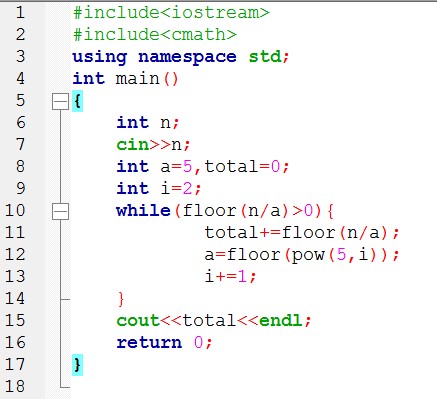 1 #include<iostream>
2 #include<cmath>
3 using namespace std;
4 int main()
5 {
6 int n;
7 cin>>n;
8 int a=5,total=0;
9 int i=2;
10 while(floor(n/a)>0){
11 total+=floor(n/a);
12 a=floor(pow(5,i));
13 i+=1;
14 }
15 cout<<total<<endl;
16 return 0;
17 }
18